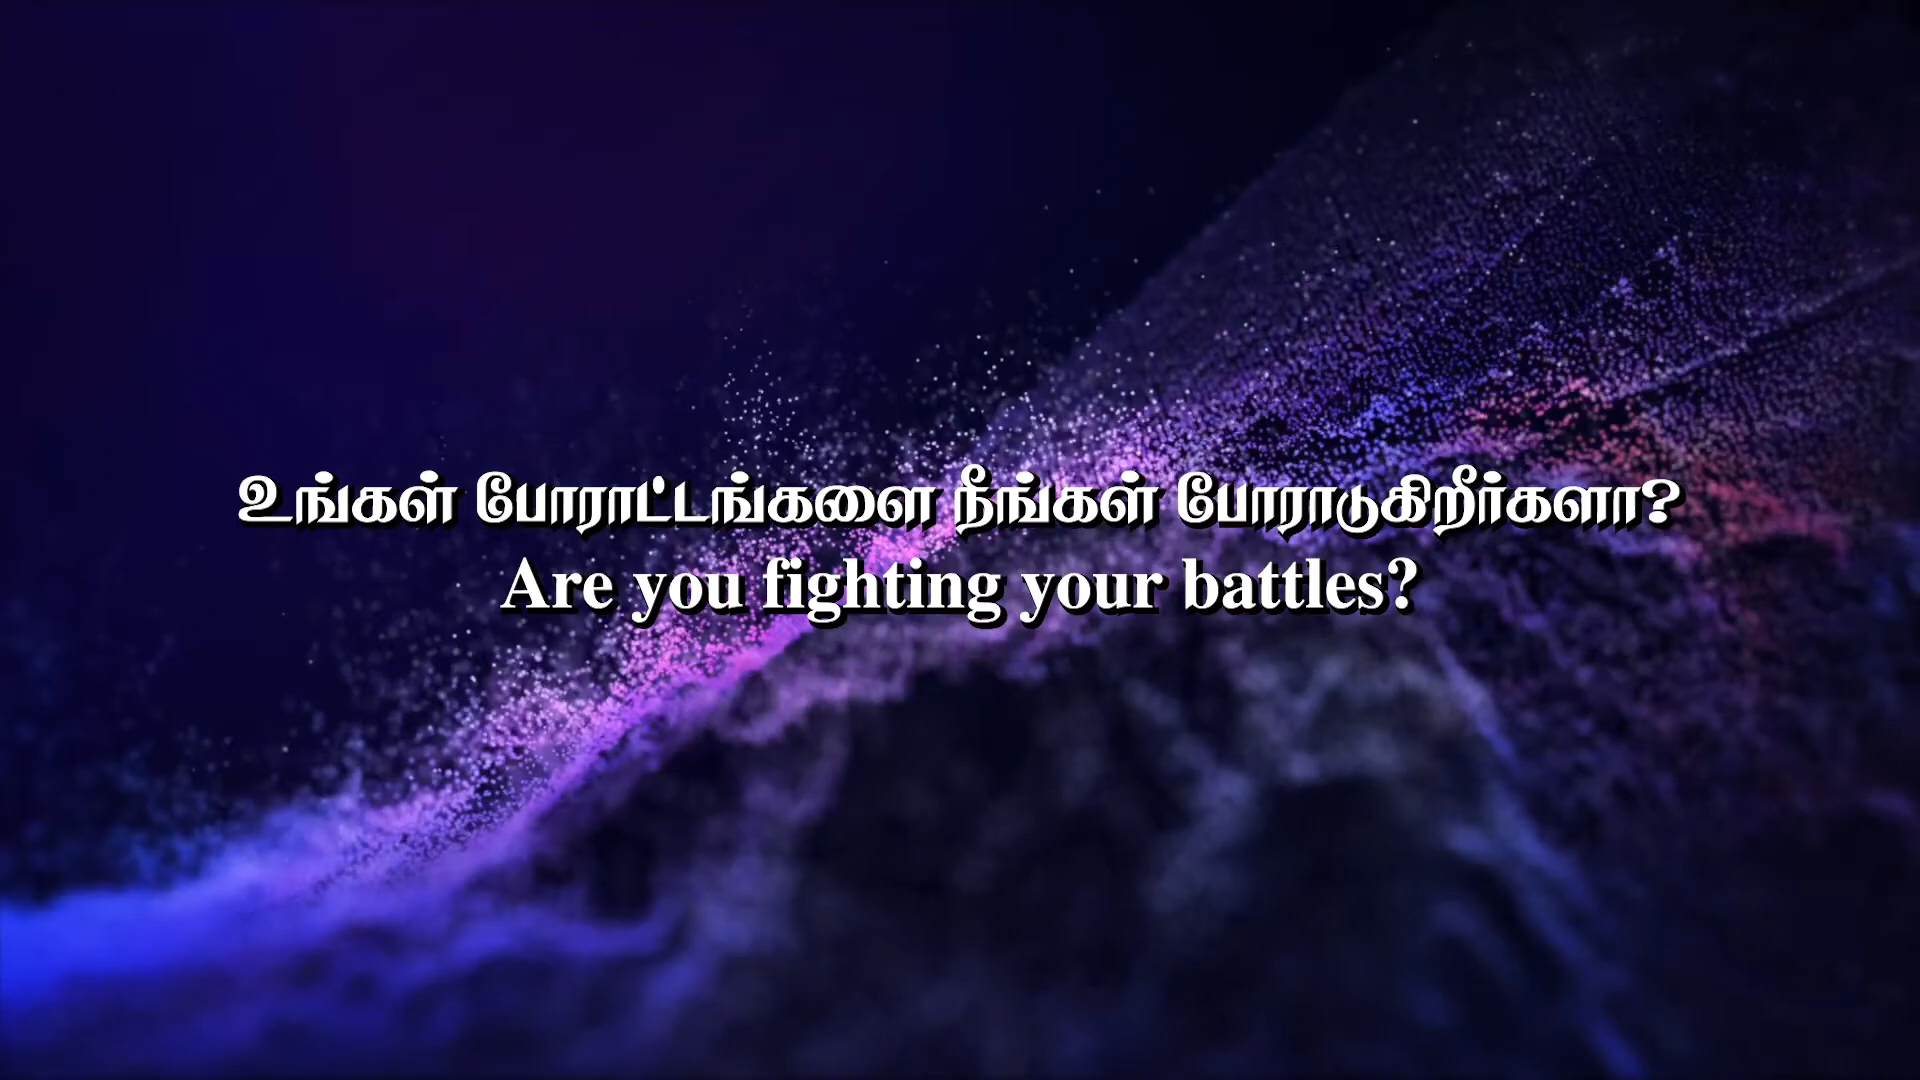 உங்கள் போராட்டங்களை நீங்கள் போராடுகிறீர்களா?
Are you fighting your battles?